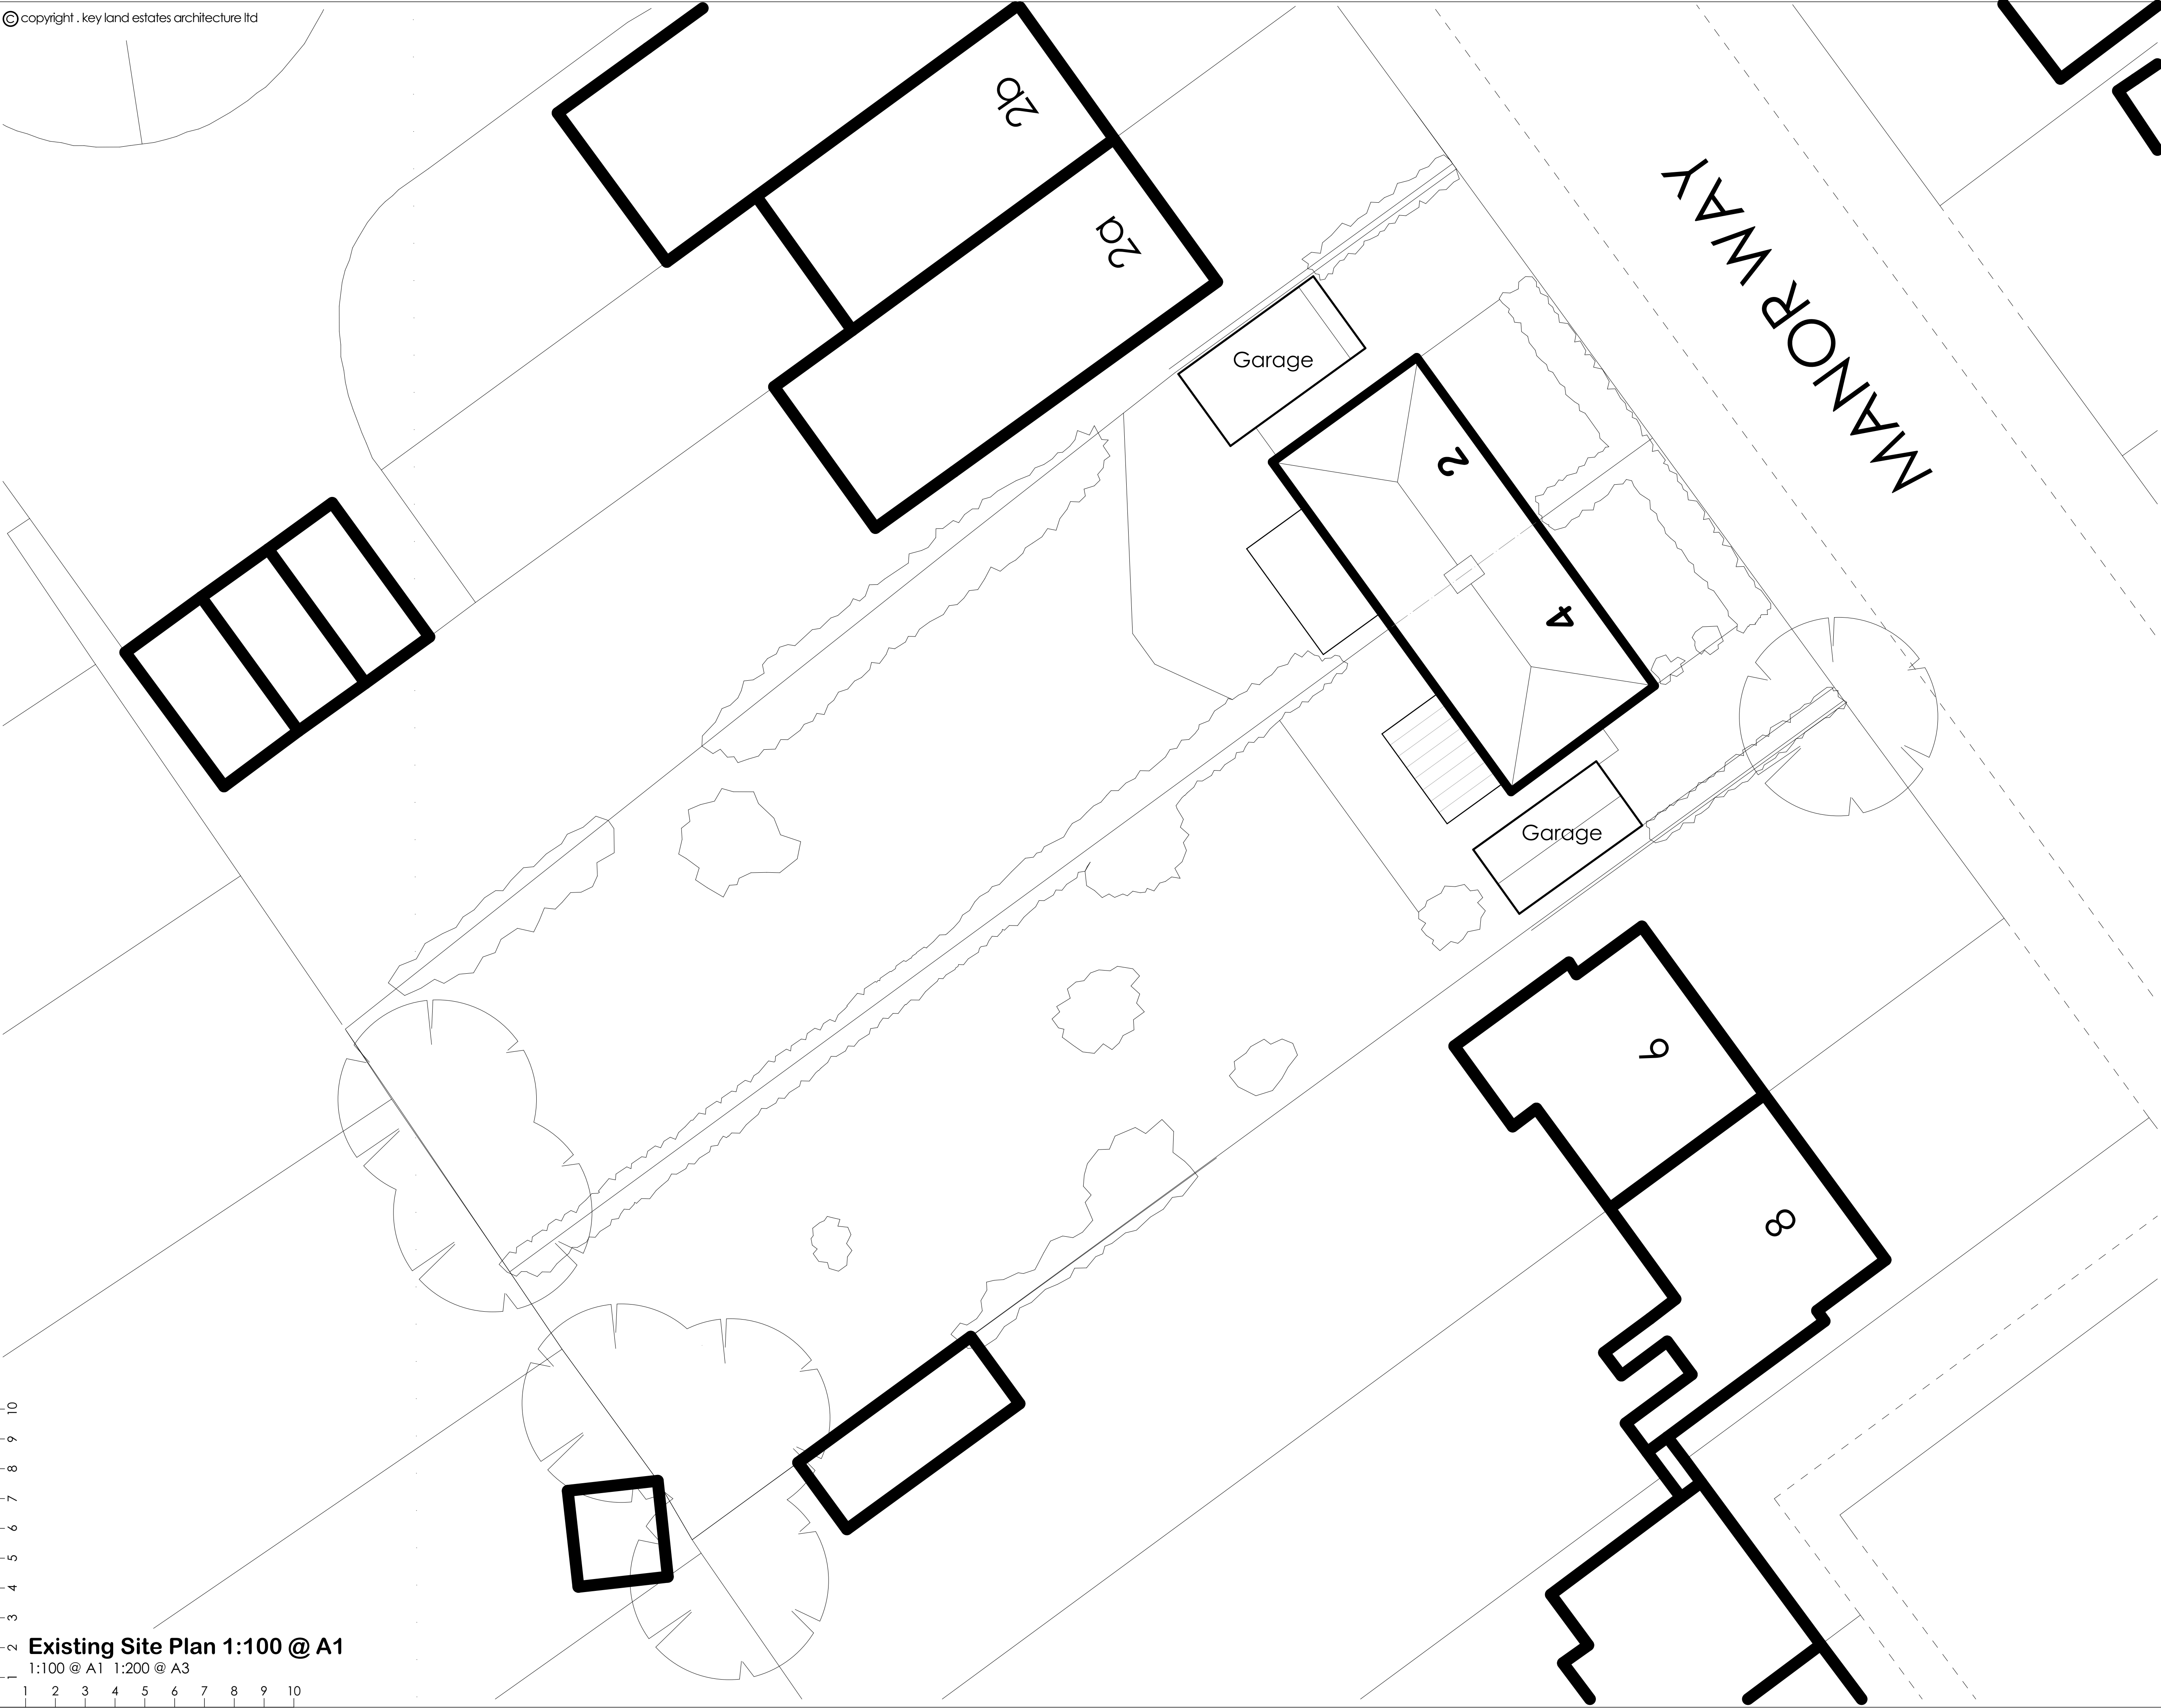 © copyright . key land estates architecture ltd
2b
2a
MANOR WAY
Garage
2
4
Garage
6
8
10
9
8
7
6
5
4
3
2
1
Existing Site Plan 1:100 @ A1
1:100 @ A1 1:200 @ A3
1 2 3 4 5 6 7 8 9 10